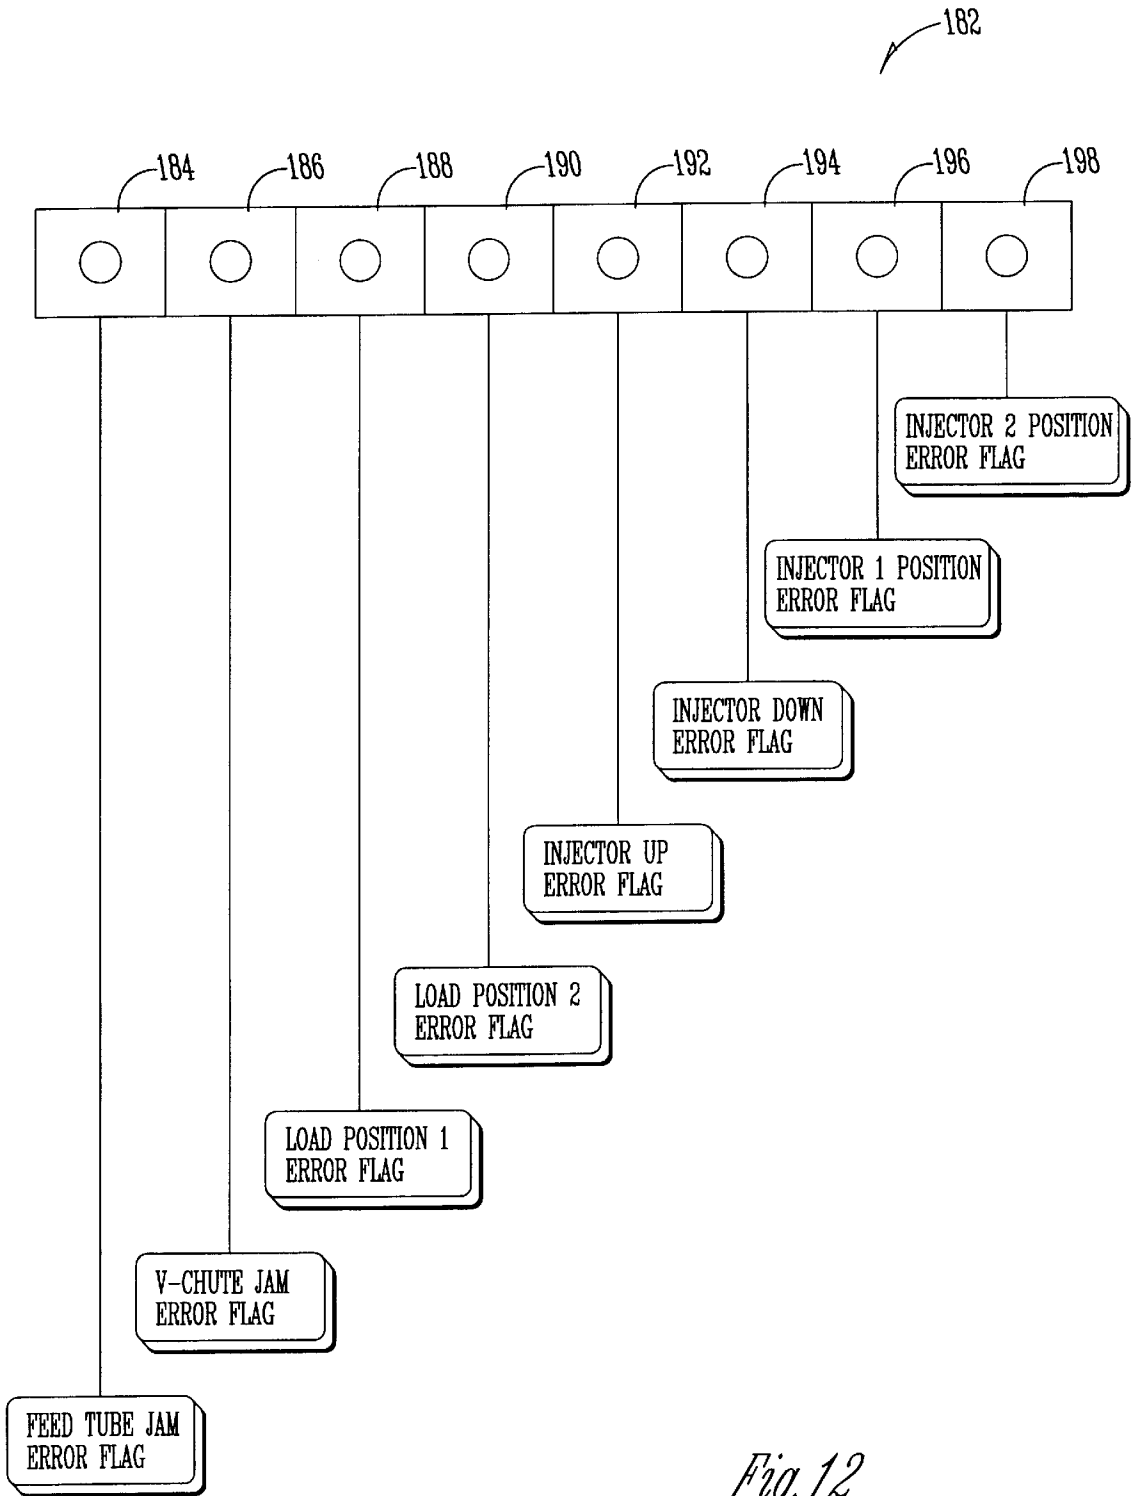 182
184
186
188
190
192
194
196
198
INJECTOR 2 POSITION
ERROR FLAG
INJECTOR 1 POSITION
ERROR FLAG
INJECTOR DOWN
ERROR FLAG
INJECTOR UP
ERROR FLAG
LOAD POSITION 2
ERROR FLAG
LOAD POSITION 1
ERROR FLAG
V-CHUTE JAM
ERROR FLAG
FEED TUBE JAM
ERROR FLAG
Fig. 12